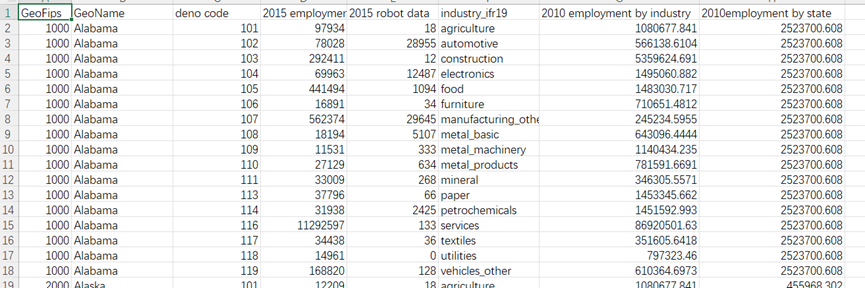 1 GeoFips GeoName deno code 2015 employmer 2015 robot data industry_ifr19 2010 employment by industry 2010employment by state
2 1000 Alabama 101 97934 18 agriculture 1080677.841 2523700.608
3 1000 Alabama 102 78028 28955 automotive 566138.6104 2523700.608
4 1000 Alabama 103 292411 12 construction 5359624.691 2523700.608
5 1000 Alabama 104 69963 12487 electronics 1495060.882 2523700.608
6 1000 Alabama 105 441494 1094 food 1483030.717 2523700.608
7 1000 Alabama 106 16891 34 furniture 710651.4812 2523700.608
8 1000 Alabama 107 562374 29645 manufacturing_othe 245234.5955 2523700.608
9 1000 Alabama 108 18194 5107 metal_basic 643096.4444 2523700.608
10 1000 Alabama 109 11531 333 metal_machinery 1140434.235 2523700.608
11 1000 Alabama 110 27129 634 metal_products 781591.6691 2523700.608
12 1000 Alabama 111 33009 268 mineral 346305.5571 2523700.608
13 1000 Alabama 113 37796 66 paper 1453345.662 2523700.608
14 1000 Alabama 114 31938 2425 petrochemicals 1451592.993 2523700.608
15 1000 Alabama 116 11292597 133 services 86920501.63 2523700.608
16 1000 Alabama 117 34438 36 textiles 351605.6418 2523700.608
17 1000 Alabama 118 14961 0 utilities 797323.46 2523700.608
18 1000 Alabama 119 168820 128 vehicles_other 610364.6973 2523700.608
19 2000 Alaska 101 12209 18 agriculture 1080677.841 455968.302